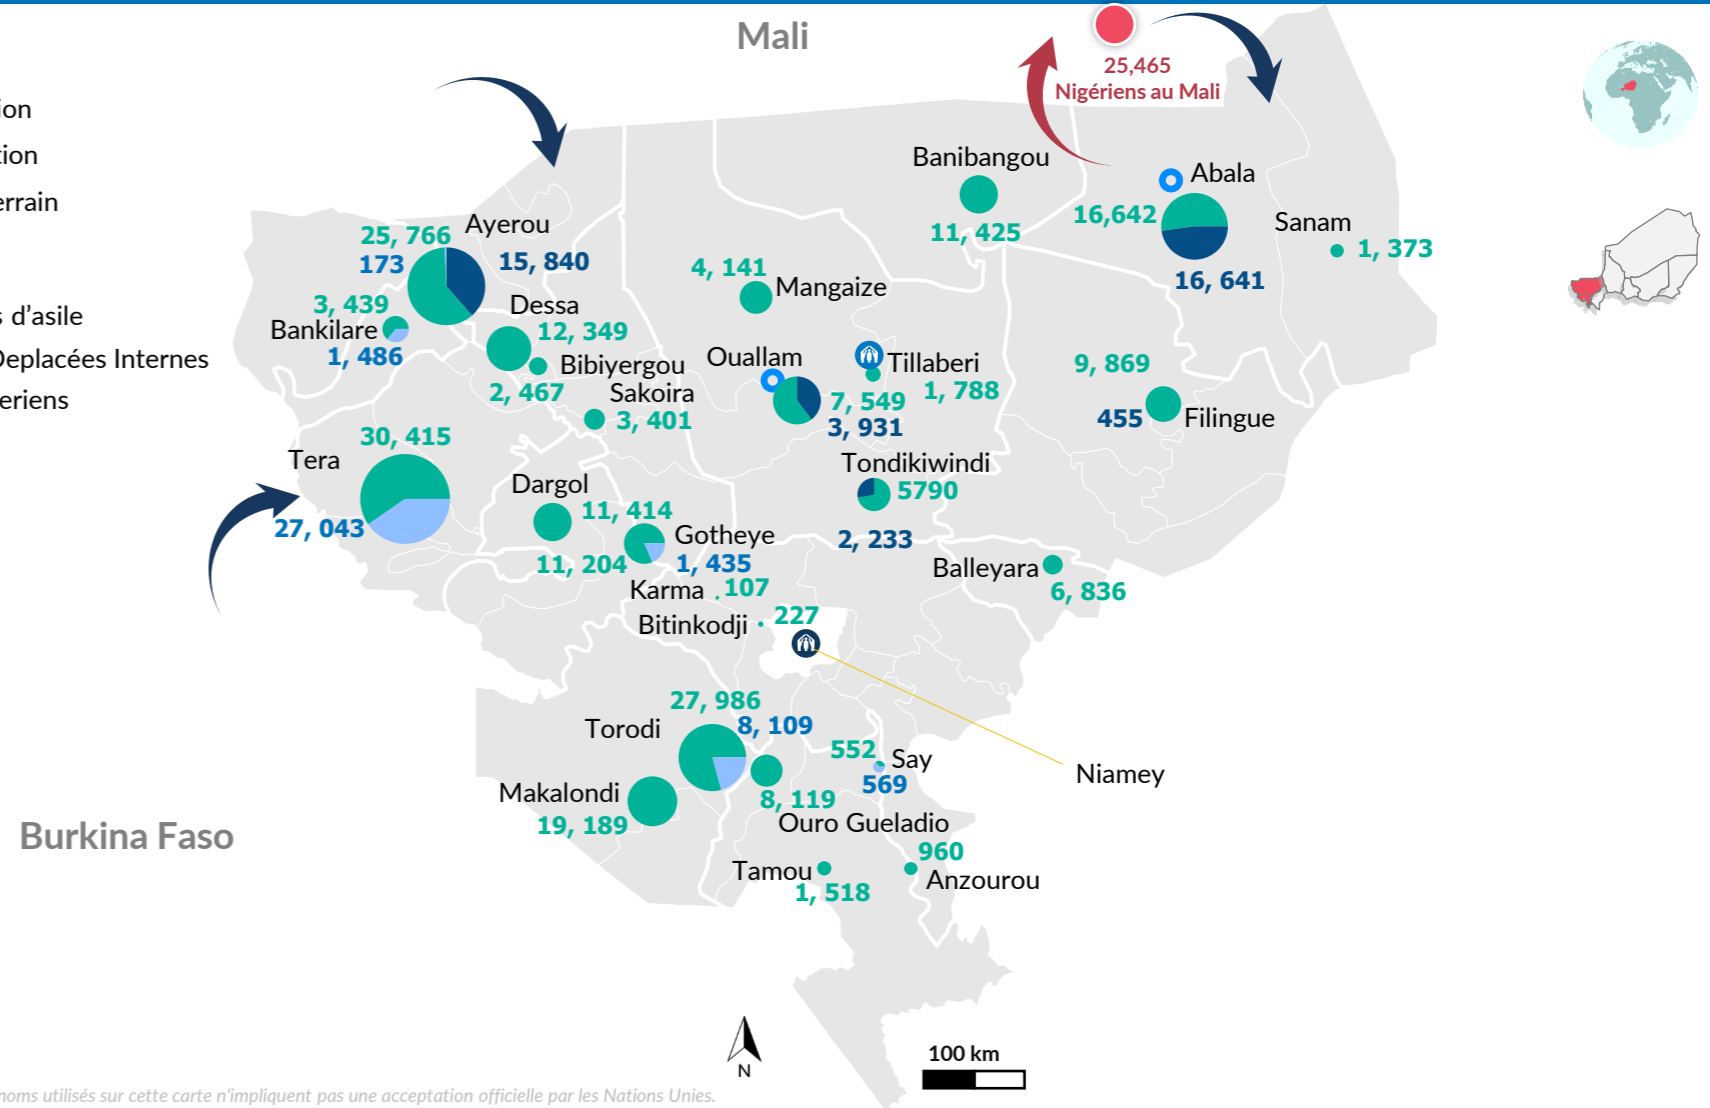 Mali
25,465
Nigériens au Mali
d'asile
Deplacées Internes
Banibangou
11, 425
Abala
16,642
16, 641
Sanam
1, 373
Ayerou
25, 766
173
15, 840
3, 439
Bankilare
1, 486
Dessa
12, 349
Bibiyergou
2, 467
Sakoira
3, 401
4, 141
Mangaize
Ouallam
7, 549
3, 931
Tillaberi
1, 788
9, 869
455
Filingue
Tera
30, 415
27, 043
Dargol
11, 414
11, 204
Gotheye
1, 435
Tondikiwindi
5790
2, 233
Karma
107
Bitinkodji
227
Balleyara
6, 836
27, 986
Torodi
8, 109
Makalondi
19, 189
8, 119
Ouro Gueladio
552
Say
569
Niamey
Tamou
1, 518
960
Anzourou
Burkina Faso
N
100 km
noms utilisés sur cette carte n'impliquent pas une acceptation officielle par les Nations Unies.